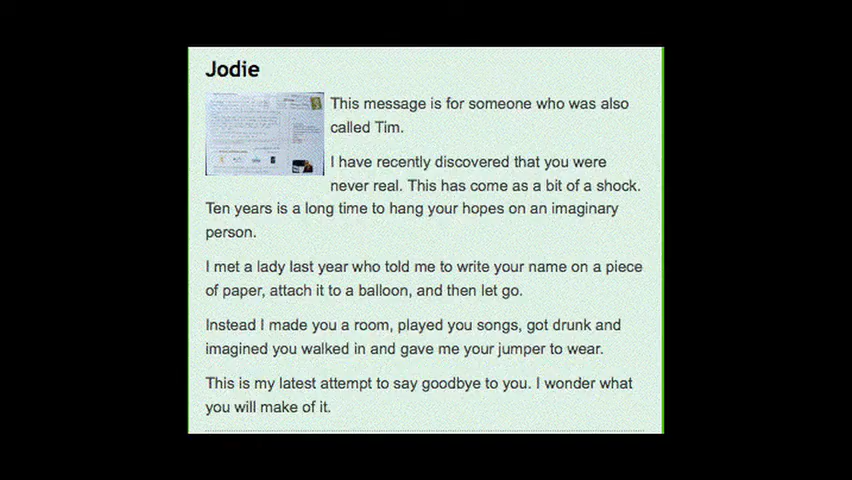 Jodie
This message is for someone who was also
called Tim.
I have recently discovered that you were
never real. This has come as a bit of a shock.
Ten years is a long time to hang your hopes on an imaginary
person.
I met a lady last year who told me to write your name on a piece
of paper, attach it to a balloon, and then let go.
Instead I made you a room, played you songs, got drunk and
imagined you walked in and gave me your jumper to wear.
This is my latest attempt to say goodbye to you. I wonder what
you will make of it.